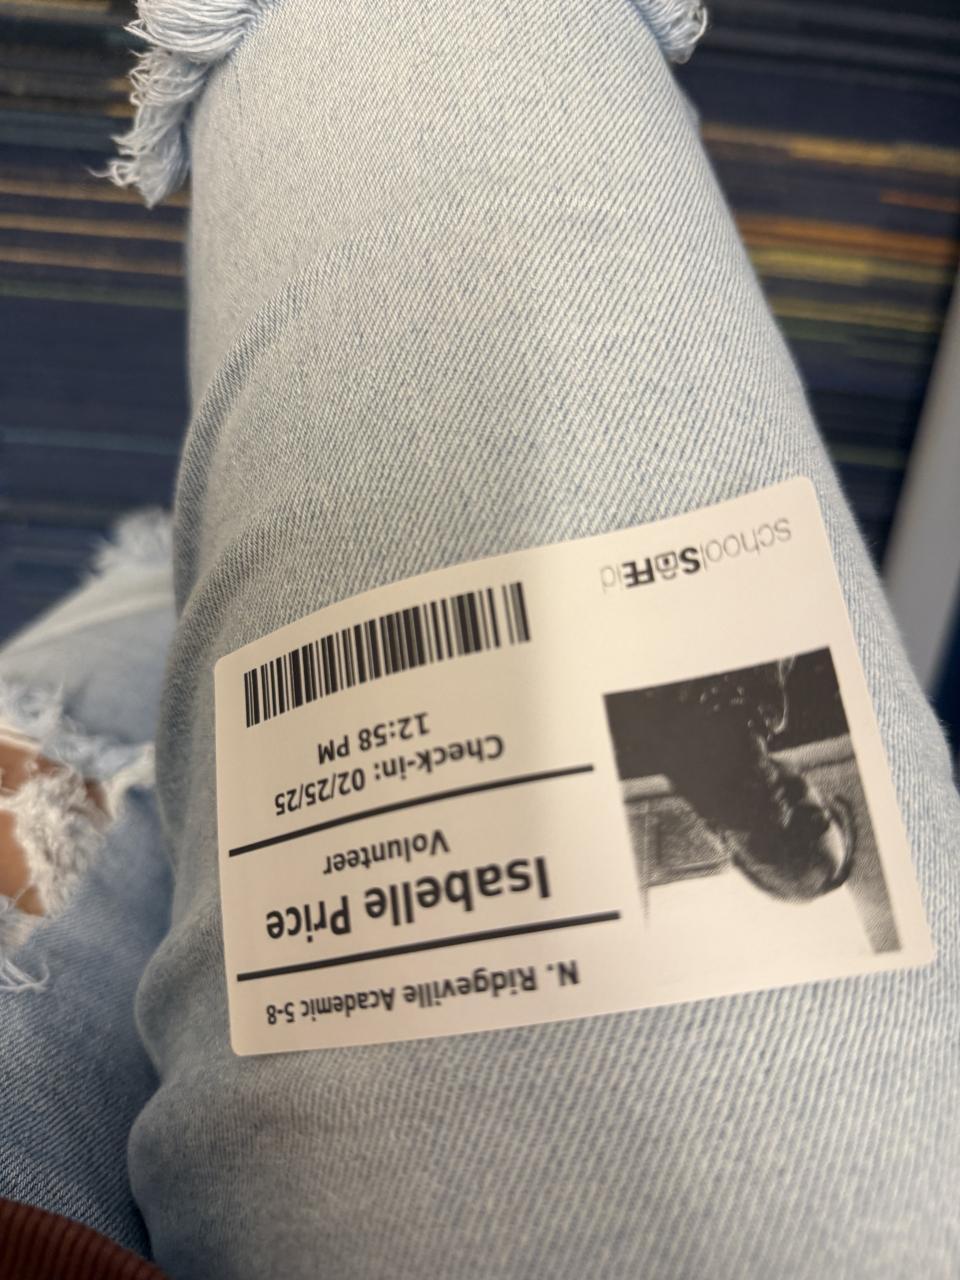 N. Ridgeville Academic 5-8
Isabelle Price
Volunteer
Check-in: 02/25/25
12:58 PM
schoolSAFEid